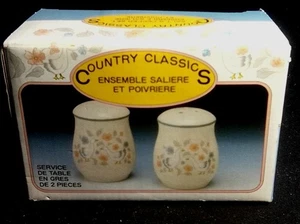 COUNTRY CLASSICS
ENSEMBLE SALIERE
ET POIVRIERE
SERVICE
DE TABLE
EN GRES
DE 2 PIECES